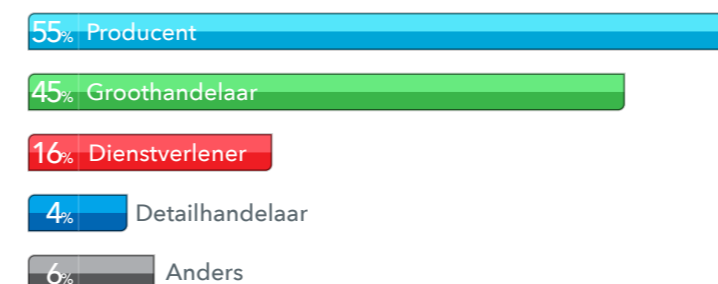 55% Producent
45% Groothandelaar
16% Dienstverlener
4% Detailhandelaar
6% Anders